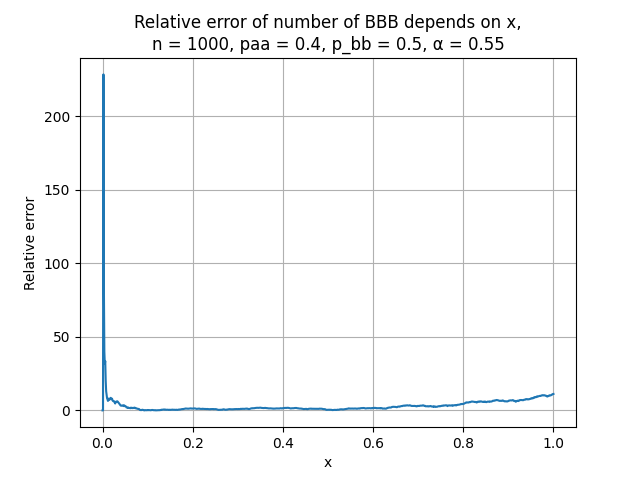 Relative error of number of BBB depends on x,
n = 1000, paa = 0.4, p_bb = 0.5, α = 0.55
200
150
100
50
0
Relative error
0.0 0.2 0.4 0.6 0.8 1.0
x